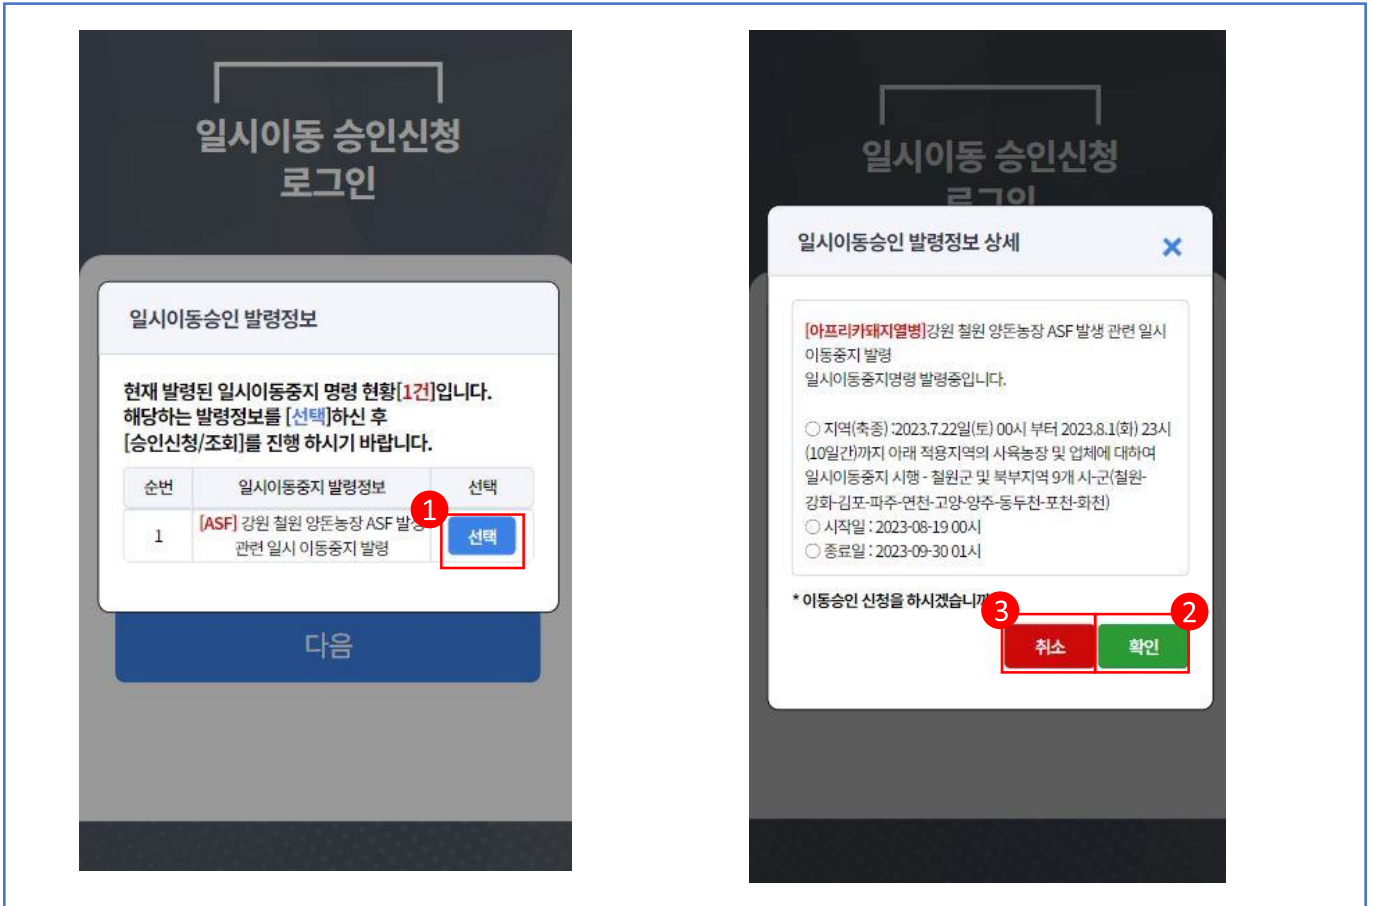 일시이동 승인신청
로그인
일시이동승인 발령정보
현재 발령된 일시이동중지 명령 현황[1건]입니다.
해당하는 발령정보를 [선택]하신 후
[승인신청/조회]를 진행 하시기 바랍니다.
순번 일시이동중지 발령정보 선택
1
[ASF] 강원 철원 양돈농장 ASF 발생
1 관련 일시 이동중지 발령 선택
다음
일시이동 승인신청
로그인
일시이동승인 발령정보 상세
[아프리카돼지열병]강원 철원 양돈농장 ASF 발생 관련 일시
이동중지 발령
일시이동중지명령 발령중입니다.
○ 지역(축종) :2023.7.22일(토) 00시 부터 2023.8.1(화) 23시
(10일간)까지 아래 적용지역의 사육농장 및 업체에 대하여
일시이동중지 시행 - 철원군 및 북부지역 9개 시-군(철원-
강화-김포-파주-연천-고양-양주-동두천-포천-화천)
○ 시작일 : 2023-08-19 00시
○ 종료일 : 2023-09-30 01시
* 이동승인 신청을 하시겠습니까
3 2
취소 확인